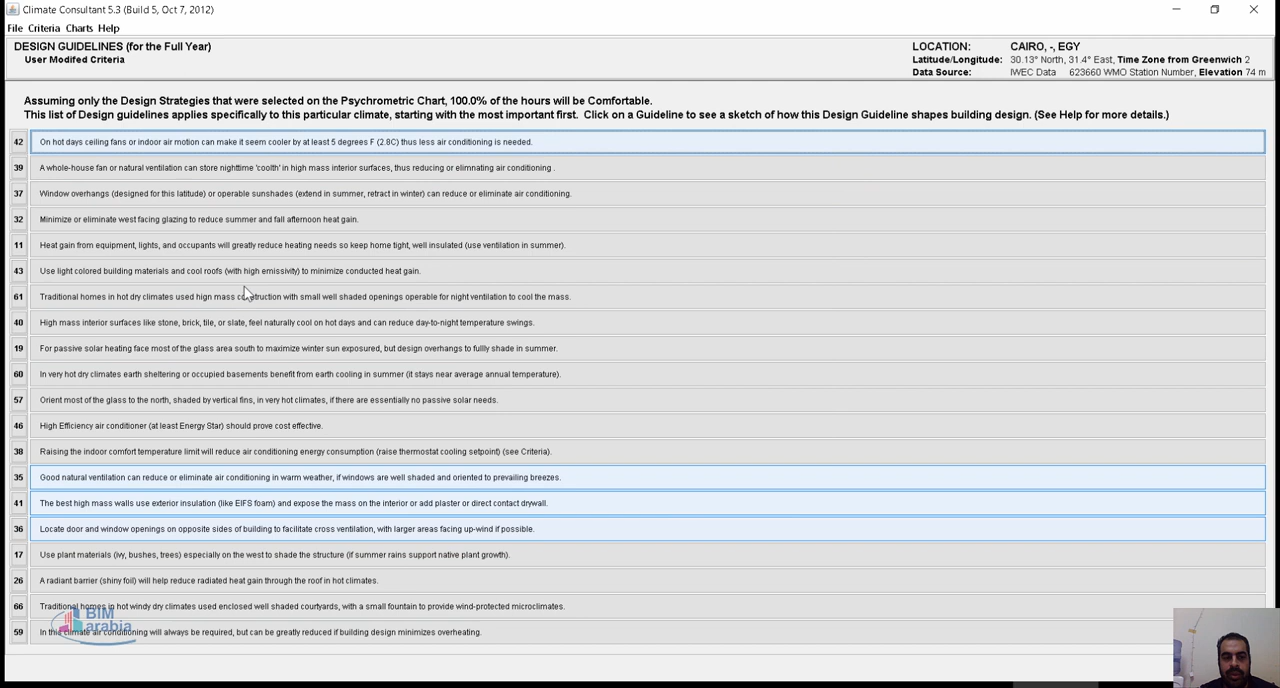 Climate Consultant 5.3 (Build 5, Oct 7, 2012)
File Criteria Charts Help
DESIGN GUIDELINES (for the Full Year)
User Modifed Criteria
LOCATION: CAIRO, -, EGY
Latitude/Longitude: 30.13° North, 31.4° East, Time Zone from Greenwich 2
Data Source: IWEC Data 623660 WMO Station Number, Elevation 74 m
Assuming only the Design Strategies that were selected on the Psychrometric Chart, 100.0% of the hours will be Comfortable.
This list of Design guidelines applies specifically to this particular climate, starting with the most important first. Click on a Guideline to see a sketch of how this Design Guideline shapes building design. (See Help for more details.)
42 On hot days ceiling fans or indoor air motion can make it seem cooler by at least 5 degrees F (2.8C) thus less air conditioning is needed.
39 A whole-house fan or natural ventilation can store nighttime 'coolth' in high mass interior surfaces, thus reducing or elimnating air conditioning .
37 Window overhangs (designed for this latitude) or operable sunshades (extend in summer, retract in winter) can reduce or eliminate air conditioning.
32 Minimize or eliminate west facing glazing to reduce summer and fall afternoon heat gain.
11 Heat gain from equipment, lights, and occupants will greatly reduce heating needs so keep home tight, well insulated (use ventilation in summer).
43 Use light colored building materials and cool roofs (with high emissivity) to minimize conducted heat gain.
61 Traditional homes in hot dry climates used hign mass construction with small well shaded openings operable for night ventilation to cool the mass.
40 High mass interior surfaces like stone, brick, tile, or slate, feel naturally cool on hot days and can reduce day-to-night temperature swings.
19 For passive solar heating face most of the glass area south to maximize winter sun exposured, but design overhangs to fullly shade in summer.
60 In very hot dry climates earth sheltering or occupied basements benefit from earth cooling in summer (it stays near average annual temperature).
57 Orient most of the glass to the north, shaded by vertical fins, in very hot climates, if there are essentially no passive solar needs.
46 High Efficiency air conditioner (at least Energy Star) should prove cost effective.
38 Raising the indoor comfort temperature limit will reduce air conditioning energy consumption (raise thermostat cooling setpoint) (see Criteria).
35 Good natural ventilation can reduce or eliminate air conditioning in warm weather, if windows are well shaded and oriented to prevailing breezes.
41 The best high mass walls use exterior insulation (like EIFS foam) and expose the mass on the interior or add plaster or direct contact drywall.
36 Locate door and window openings on opposite sides of building to facilitate cross ventilation, with larger areas facing up-wind if possible.
17 Use plant materials (ivy, bushes, trees) especially on the west to shade the structure (if summer rains support native plant growth).
26 A radiant barrier (shiny foil) will help reduce radiated heat gain through the roof in hot climates.
66 Traditional homes in hot windy dry climates used enclosed well shaded courtyards, with a small fountain to provide wind-protected microclimates.
59 In this climate air conditioning will always be required, but can be greatly reduced if building design minimizes overheating.
BIM
arabia